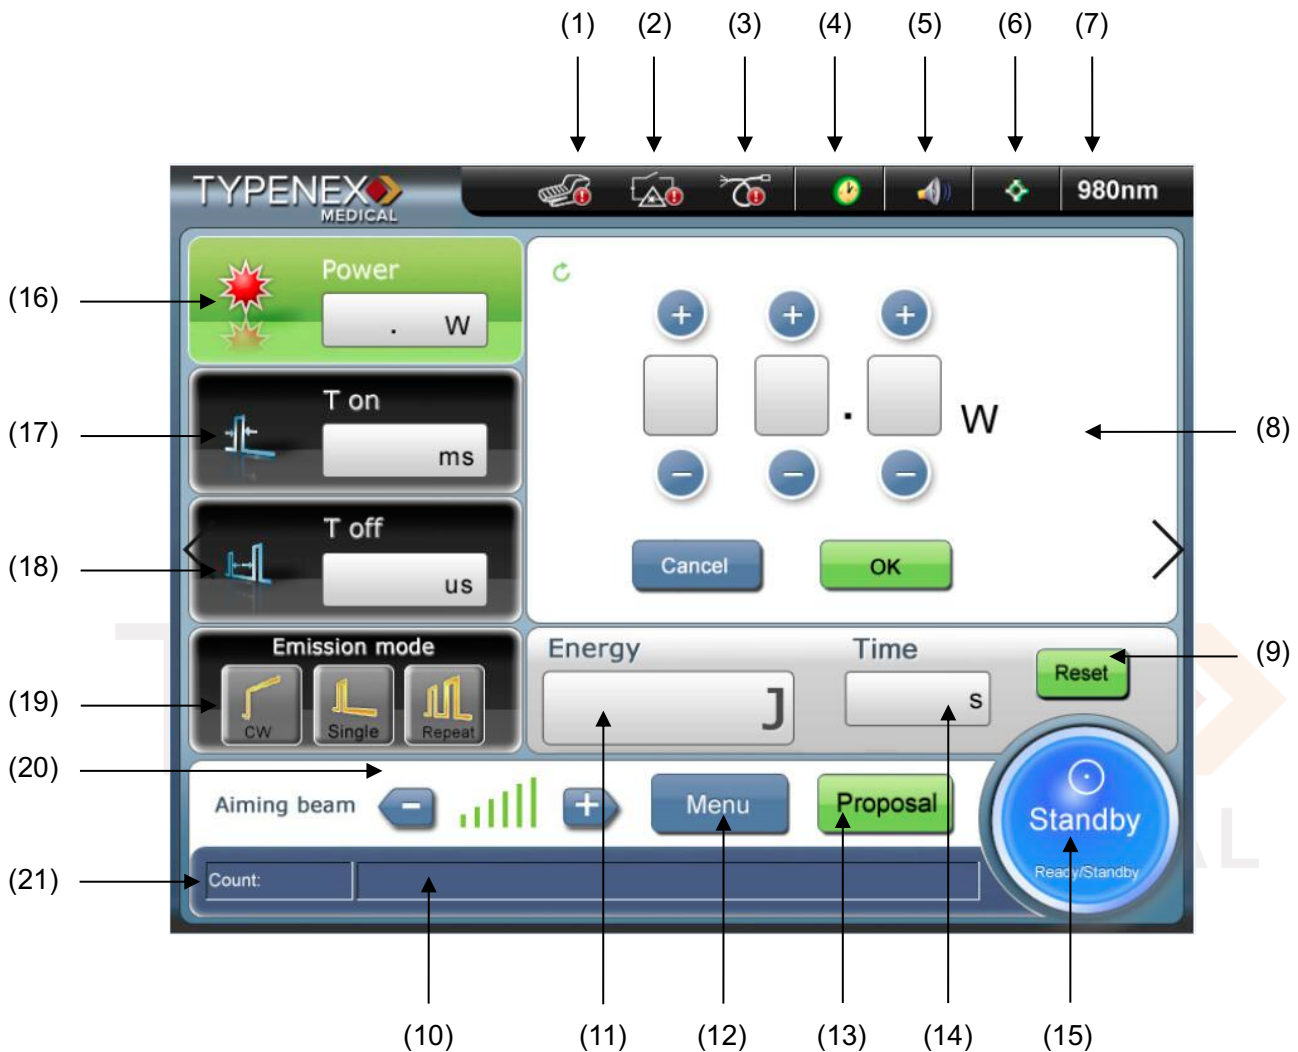 (1) (2) (3) (4) (5) (6) (7)
TYPENEX
MEDICAL
980nm
(16)
Power
. W
(17)
T on
ms
(18)
T off
us
. W
(8)
Cancel OK
(19)
Emission mode
CW Single Repeat
Energy
J
Time
s
Reset
(9)
(20)
Aiming beam
Menu
Proposal
Standby
Ready/Standby
(21)
Count:
(10) (11) (12) (13) (14) (15)